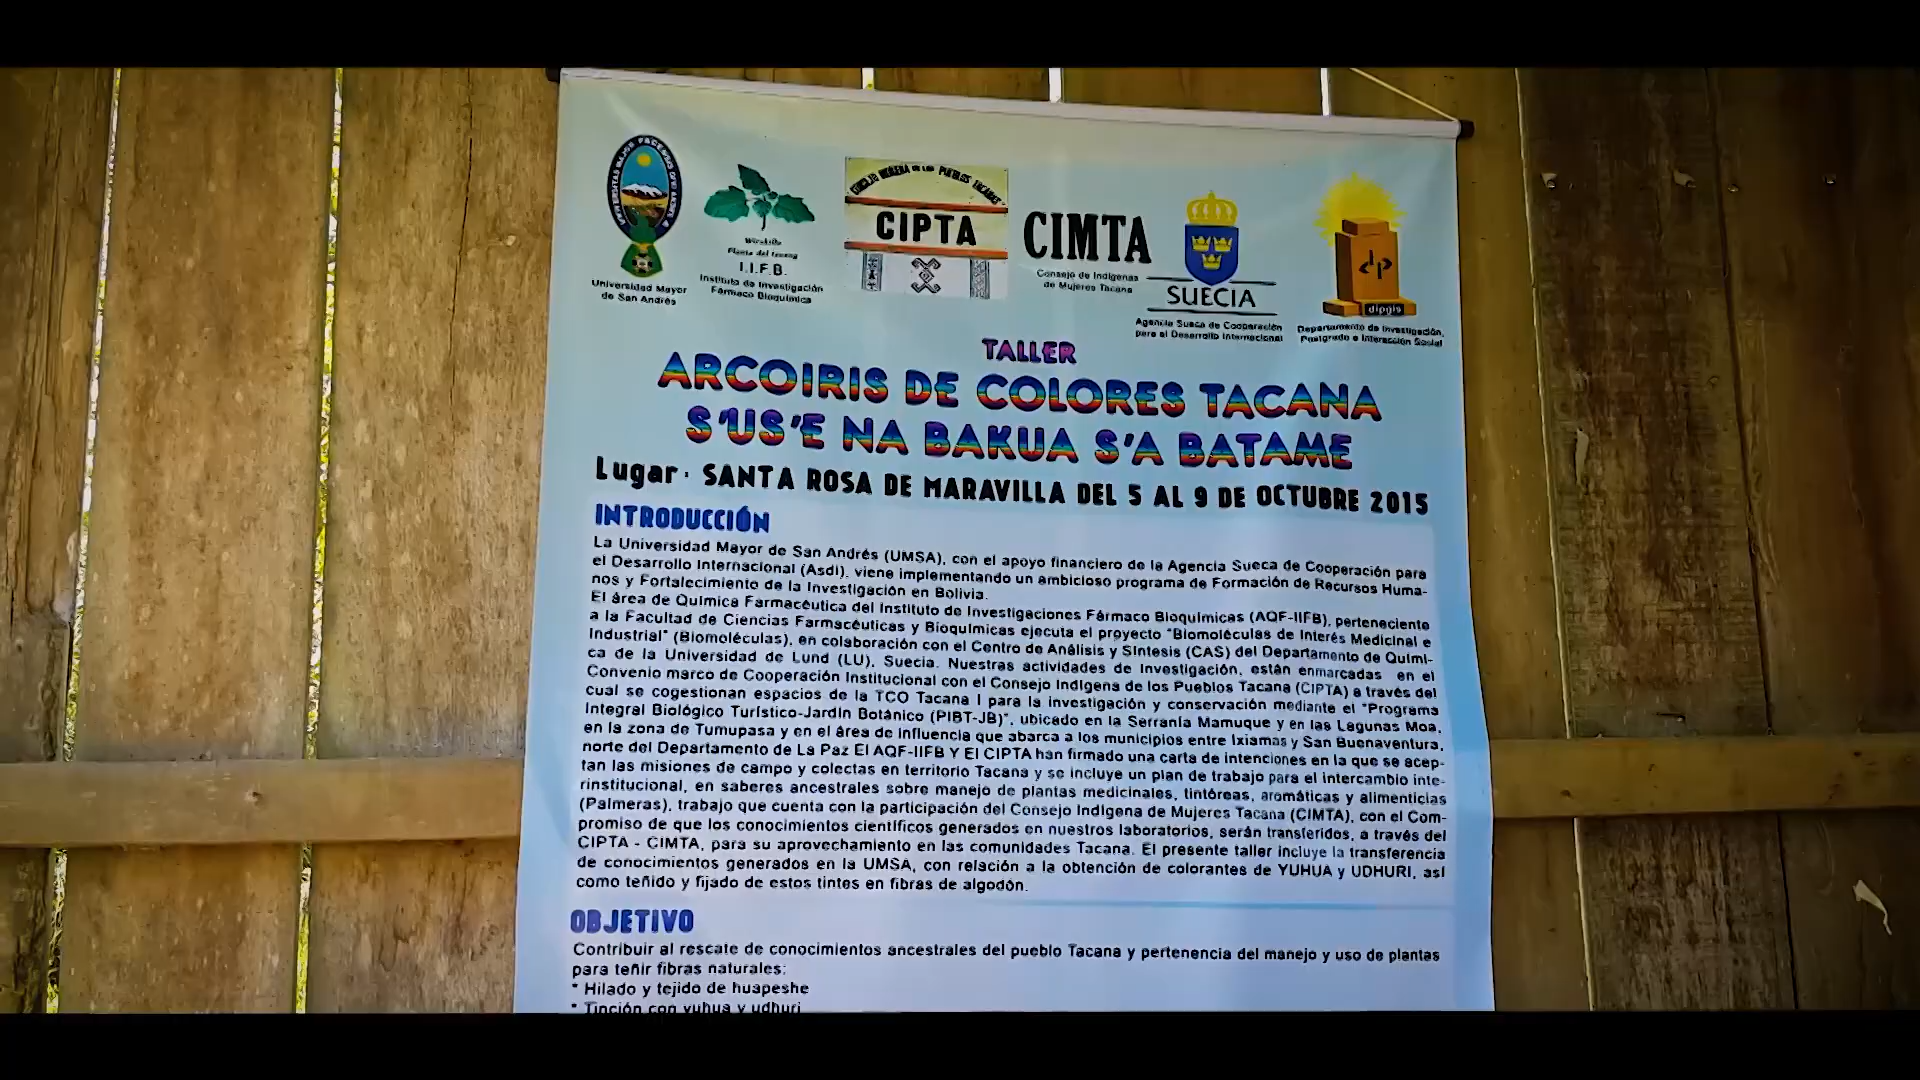 Universidad Mayor
de San Andrés
Planta del
I.I.F.B.
Instituto de Investigación
Fármaco Bioquímica
CONSEJO INDIGENA DE LOS PUEBLOS TACANAS
CIPTA
CIMTA
Consejo de Indígenas
de Mujeres Tacana
SUECIA
Agencia Sueca de Cooperación
para el Desarrollo Internacional
dipgis
Departamento de Investigación,
Postgrado e Interacción Social
TALLER
ARCOIRIS DE COLORES TACANA
S'US'E NA BAKUA S'A BATAME
Lugar: SANTA ROSA DE MARAVILLA DEL 5 AL 9 DE OCTUBRE 2015
INTRODUCCIÓN
La Universidad Mayor de San Andrés (UMSA), con el apoyo financiero de la Agencia Sueca de Cooperación para
el Desarrollo Internacional (Asdi), viene implementando un ambicioso programa de Formación de Recursos Huma-
nos y Fortalecimiento de la Investigación en Bolivia.
El área de Química Farmacéutica del Instituto de Investigaciones Fármaco Bioquímicas (AQF-IIFB), perteneciente
a la Facultad de Ciencias Farmacéuticas y Bioquímicas ejecuta el proyecto "Biomoléculas de Interés Medicinal e
Industrial" (Biomoléculas), en colaboración con el Centro de Análisis y Síntesis (CAS) del Departamento de Quími-
ca de la Universidad de Lund (LU), Suecia. Nuestras actividades de Investigación, están enmarcadas en el
Convenio marco de Cooperación Institucional con el Consejo Indígena de los Pueblos Tacana (CIPTA) a través del
cual se cogestionan espacios de la TCO Tacana I para la investigación y conservación mediante el "Programa
Integral Biológico Turístico-Jardín Botánico (PIBT-JB)", ubicado en la Serranía Mamuque y en las Lagunas Moa,
en la zona de Tumupasa y en el área de influencia que abarca a los municipios entre Ixiamas y San Buenaventura,
norte del Departamento de La Paz El AQF-IIFB Y El CIPTA han firmado una carta de intenciones en la que se acep-
tan las misiones de campo y colectas en territorio Tacana y se incluye un plan de trabajo para el intercambio inte-
rinstitucional, en saberes ancestrales sobre manejo de plantas medicinales, tintóreas, aromáticas y alimenticias
(Palmeras), trabajo que cuenta con la participación del Consejo Indígena de Mujeres Tacana (CIMTA), con el Com-
promiso de que los conocimientos científicos generados en nuestros laboratorios, serán transferidos, a través del
CIPTA - CIMTA, para su aprovechamiento en las comunidades Tacana. El presente taller incluye la transferencia
de conocimientos generados en la UMSA, con relación a la obtención de colorantes de YUHUA y UDHURI, así
como teñido y fijado de estos tintes en fibras de algodón.
OBJETIVO
Contribuir al rescate de conocimientos ancestrales del pueblo Tacana y pertenencia del manejo y uso de plantas
para teñir fibras naturales:
* Hilado y tejido de huapeshe
* Tinción con yuhua y udhuri